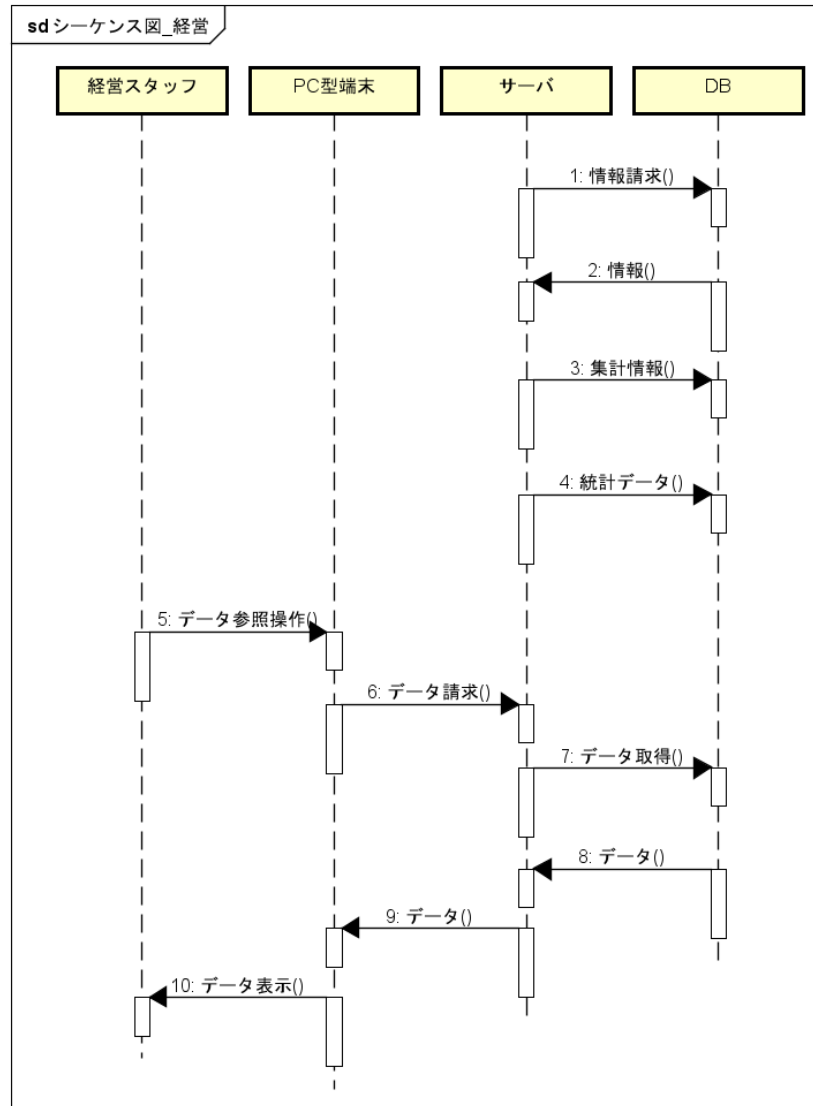 sd シーケンス図_経営
経営スタッフ
PC型端末
サーバ
DB
1: 情報請求()
2: 情報()
3: 集計情報()
4: 統計データ()
5: データ参照操作()
6: データ請求()
7: データ取得()
8: データ()
9: データ()
10: データ表示()